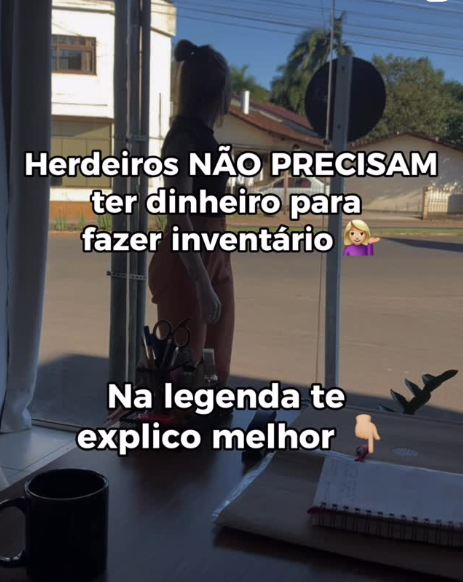 Herdeiros NÃO PRECISAM
ter dinheiro para
fazer inventário 💁🏼‍♀️
Na legenda te
explico melhor 👇🏼